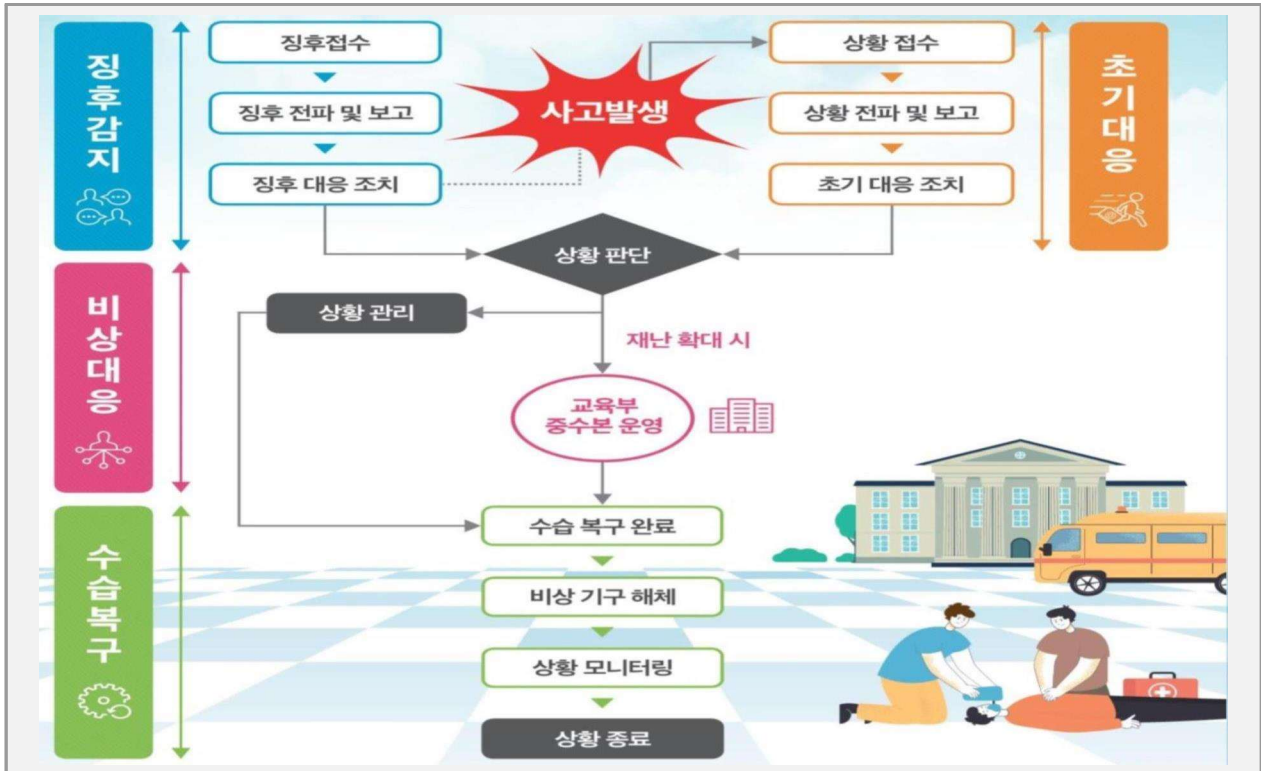 징후감지
징후접수
징후 전파 및 보고
징후 대응 조치
사고발생
상황 접수
상황 전파 및 보고
초기 대응 조치
초기대응
상황 판단
비상대응
상황 관리
재난 확대 시
교육부
중수본 운영
수습복구
수습 복구 완료
비상 기구 해체
상황 모니터링
상황 종료